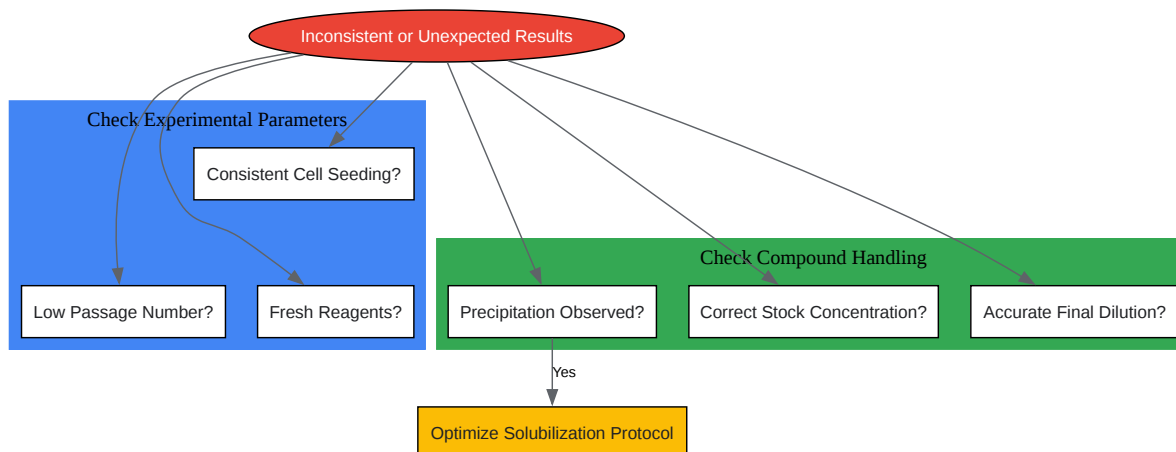 Inconsistent or Unexpected Results
Check Experimental Parameters
Consistent Cell Seeding?
Low Passage Number?
Fresh Reagents?
Check Compound Handling
Precipitation Observed?
Correct Stock Concentration?
Accurate Final Dilution?
Yes
Optimize Solubilization Protocol